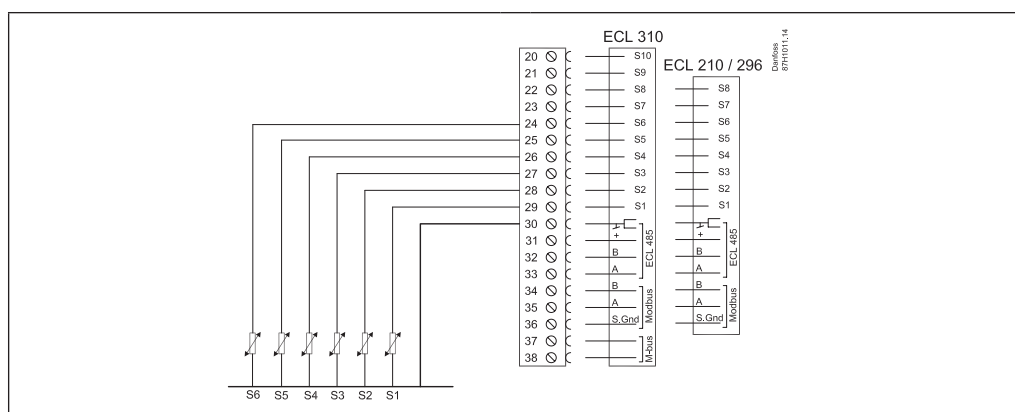 ECL 310
ECL 210 / 296
Danfoss
87H1011.14
20 S10
21 S9
22 S8 S8
23 S7 S7
24 S6 S6
25 S5 S5
26 S4 S4
27 S3 S3
28 S2 S2
29 S1 S1
30
31 + +
32 B B
33 A A
ECL 485 ECL 485
34 B B
35 A A
36 S.Gnd S.Gnd
Modbus Modbus
37
38
M-bus
S6 S5 S4 S3 S2 S1